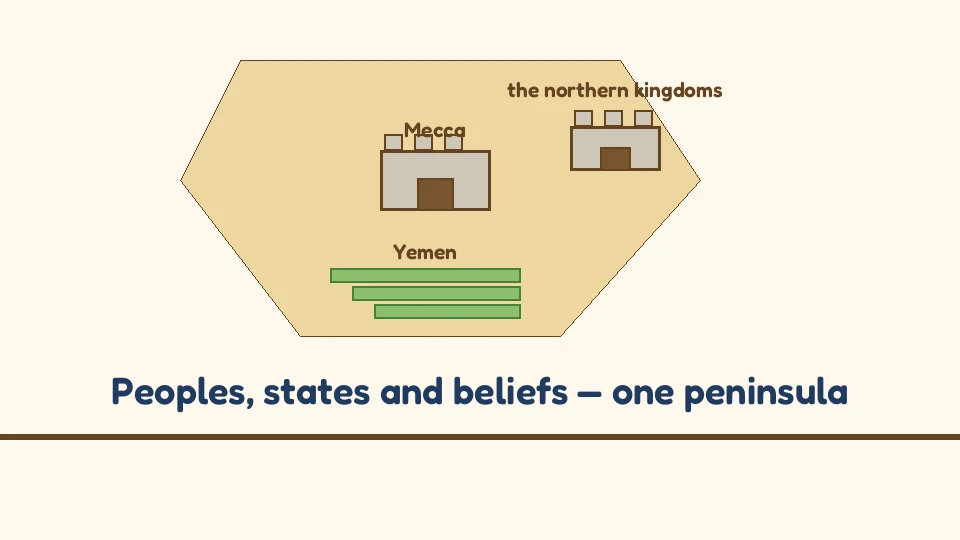 the northern kingdoms
Mecca
Yemen
Peoples, states and beliefs — one peninsula